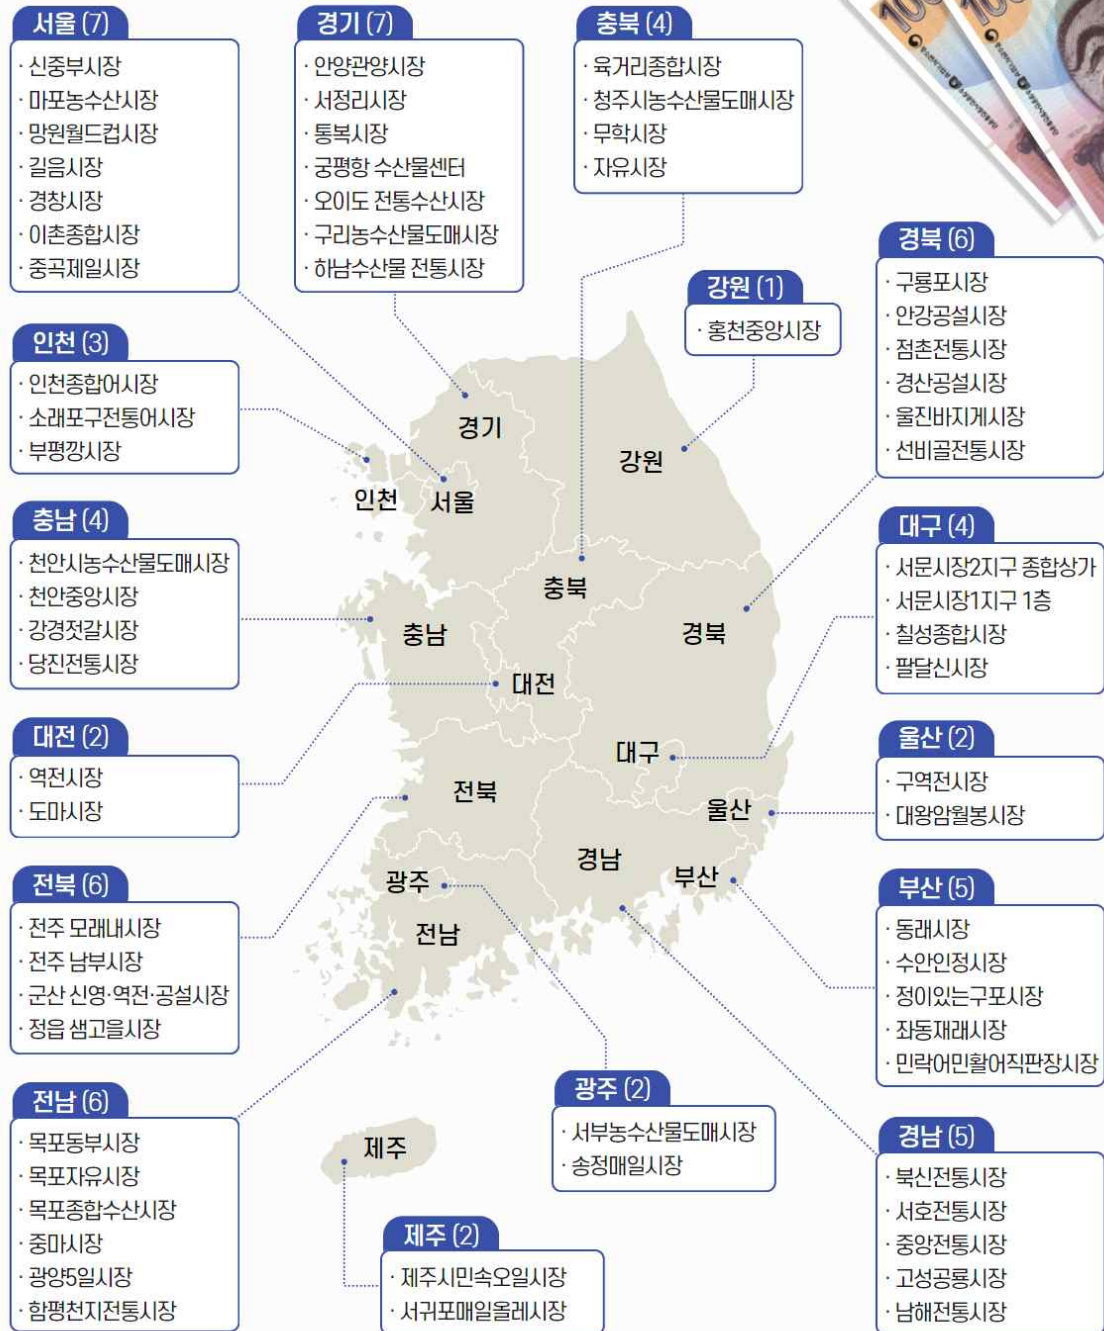 서울 (7)
· 신중부시장
· 마포농수산시장
· 망원월드컵시장
· 길음시장
· 경창시장
· 이촌종합시장
· 중곡제일시장
경기 (7)
· 안양관양시장
· 서정리시장
· 통복시장
· 궁평항 수산물센터
· 오이도 전통수산시장
· 구리농수산물도매시장
· 하남수산물 전통시장
충북 (4)
· 육거리종합시장
· 청주시농수산물도매시장
· 무학시장
· 자유시장
경북 (6)
· 구룡포시장
· 안강공설시장
· 점촌전통시장
· 경산공설시장
· 울진바지게시장
· 선비골전통시장
강원 (1)
· 홍천중앙시장
인천 (3)
· 인천종합어시장
· 소래포구전통어시장
· 부평깡시장
충남 (4)
· 천안시농수산물도매시장
· 천안중앙시장
· 강경젓갈시장
· 당진전통시장
대구 (4)
· 서문시장2지구 종합상가
· 서문시장1지구 1층
· 칠성종합시장
· 팔달신시장
대전 (2)
· 역전시장
· 도마시장
울산 (2)
· 구역전시장
· 대왕암월봉시장
전북 (6)
· 전주 모래내시장
· 전주 남부시장
· 군산 신영·역전·공설시장
· 정읍 샘고을시장
부산 (5)
· 동래시장
· 수안인정시장
· 정이있는구포시장
· 좌동재래시장
· 민락어민활어직판장시장
전남 (6)
· 목포동부시장
· 목포자유시장
· 목포종합수산시장
· 중마시장
· 광양5일시장
· 함평천지전통시장
광주 (2)
· 서부농수산물도매시장
· 송정매일시장
경남 (5)
· 북신전통시장
· 서호전통시장
· 중앙전통시장
· 고성공룡시장
· 남해전통시장
제주 (2)
· 제주시민속오일시장
· 서귀포매일올레시장
경기
강원
인천
서울
충북
충남
경북
대전
대구
전북
울산
경남
광주
부산
전남
제주